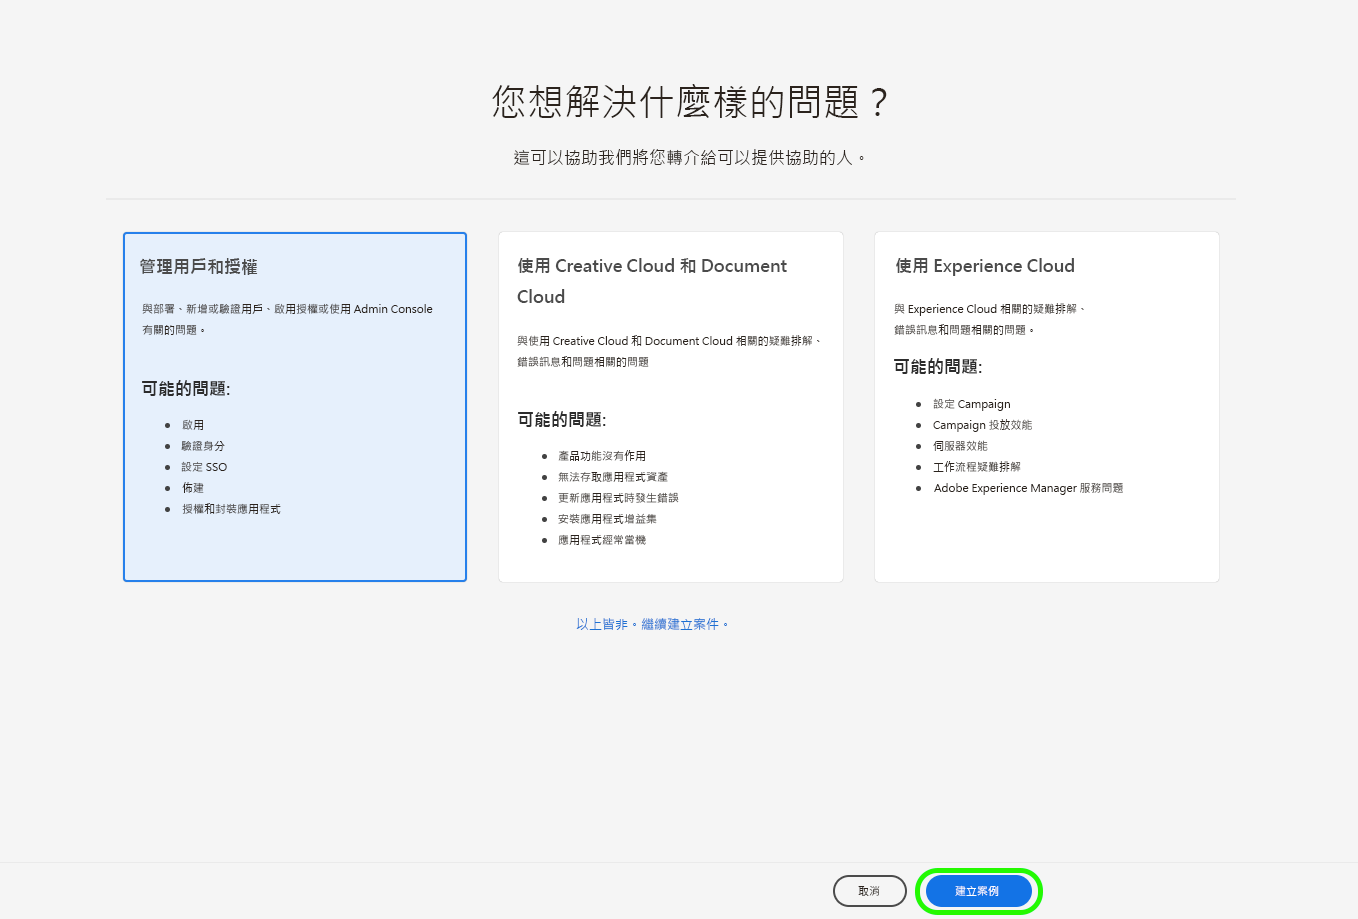 您想解決什麼樣的問題？
這可以協助我們將您轉介給可以提供協助的人。
管理用戶和授權
與部署、新增或驗證用戶、啟用授權或使用 Admin Console
有關的問題。
可能的問題:
啟用
驗證身分
設定 SSO
佈建
授權和封裝應用程式
使用 Creative Cloud 和 Document
Cloud
與使用 Creative Cloud 和 Document Cloud 相關的疑難排解、
錯誤訊息和問題相關的問題
可能的問題:
產品功能沒有作用
無法存取應用程式資產
更新應用程式時發生錯誤
安裝應用程式增益集
應用程式經常當機
使用 Experience Cloud
與 Experience Cloud 相關的疑難排解、
錯誤訊息和問題相關的問題。
可能的問題:
設定 Campaign
Campaign 投放效能
伺服器效能
工作流程疑難排解
Adobe Experience Manager 服務問題
以上皆非。繼續建立案件。
取消
建立案例